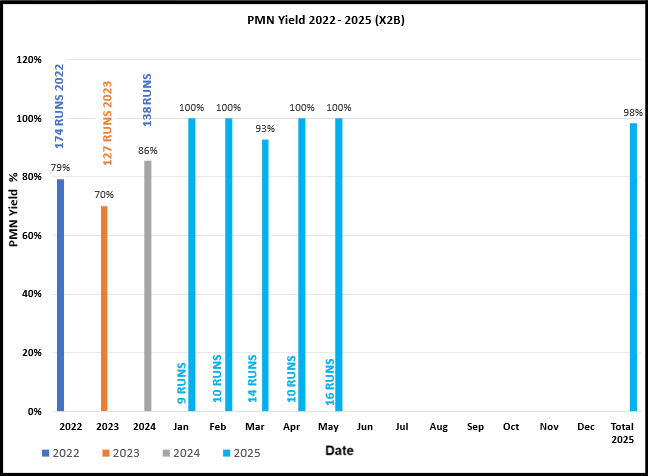 PMN Yield 2022 - 2025 (X2B)
PMN Yield %
120%
100%
80%
60%
40%
20%
0%
174 RUNS 2022
127 RUNS 2023
138RUNS
79%
70%
86%
100%
100%
93%
100%
100%
98%
9 RUNS
10 RUNS
14 RUNS
10 RUNS
16 RUNS
2022 2023 2024 Jan Feb Mar Apr May Jun Jul Aug Sep Oct Nov Dec Total
2025
Date
2022 2023 2024 2025